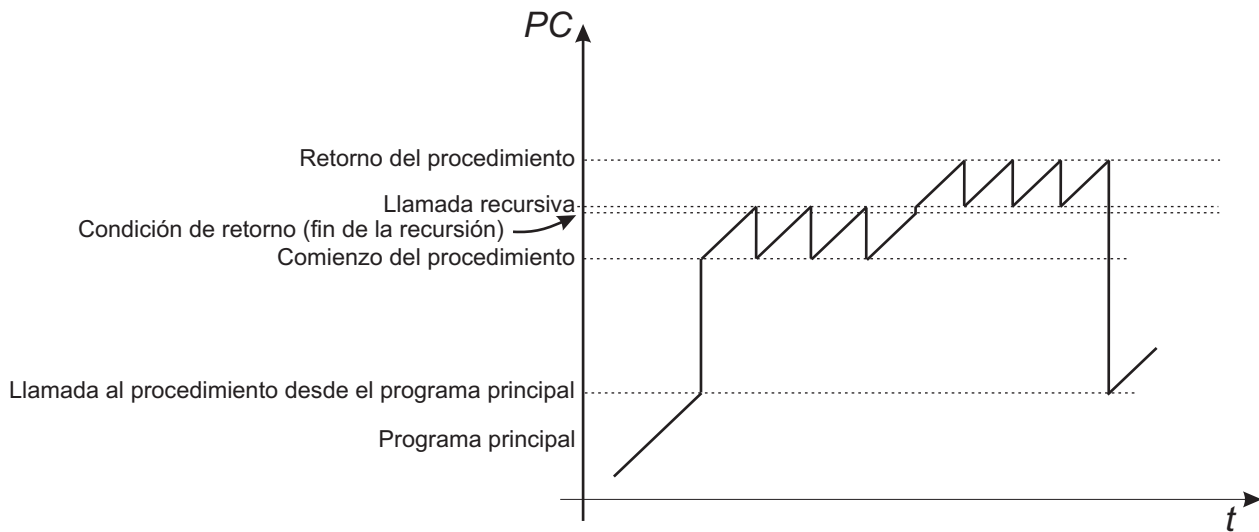 PC
Retorno del procedimiento
Llamada recursiva
Condición de retorno (fin de la recursión)
Comienzo del procedimiento
Llamada al procedimiento desde el programa principal
Programa principal
t